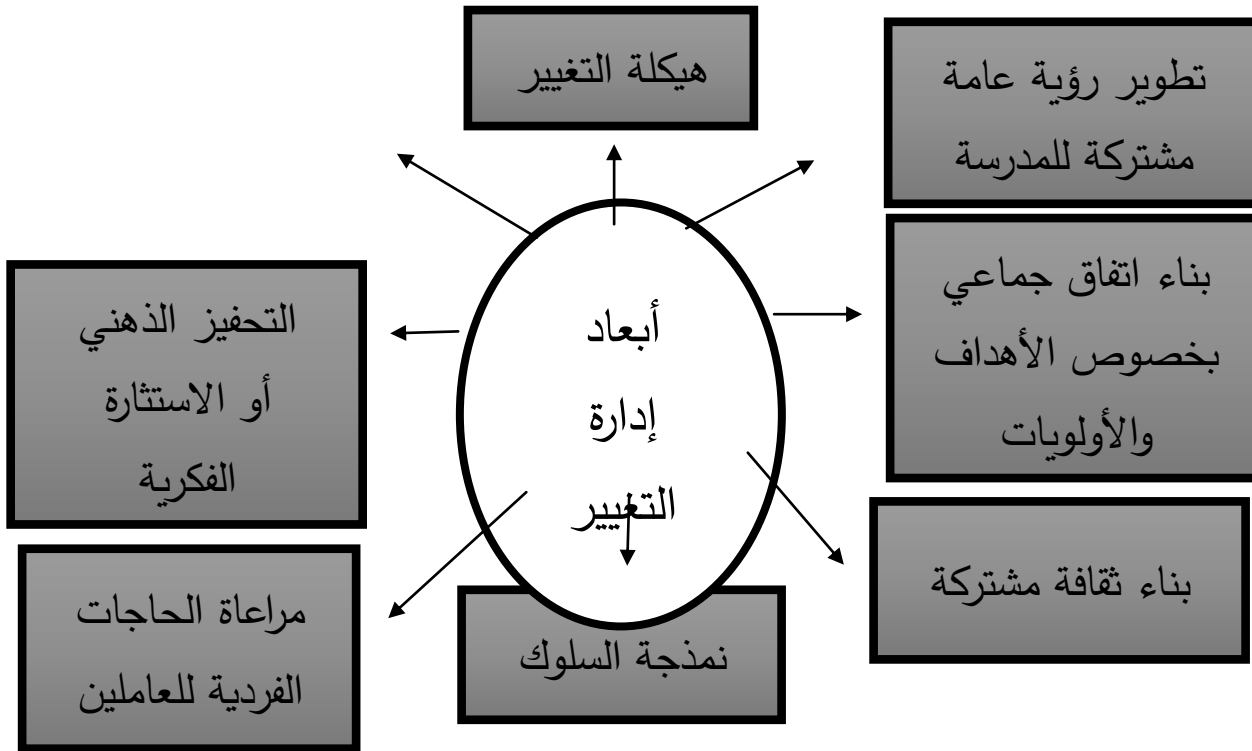 هيكلة التغيير
تطوير رؤية عامة
مشتركة للمدرسة
بناء اتفاق جماعي
بخصوص الأهداف
والأولويات
التحفيز الذهني
أو الاستثارة
الفكرية
أبعاد
إدارة
التغيير
بناء ثقافة مشتركة
مراعاة الحاجات
الفردية للعاملين
نمذجة السلوك